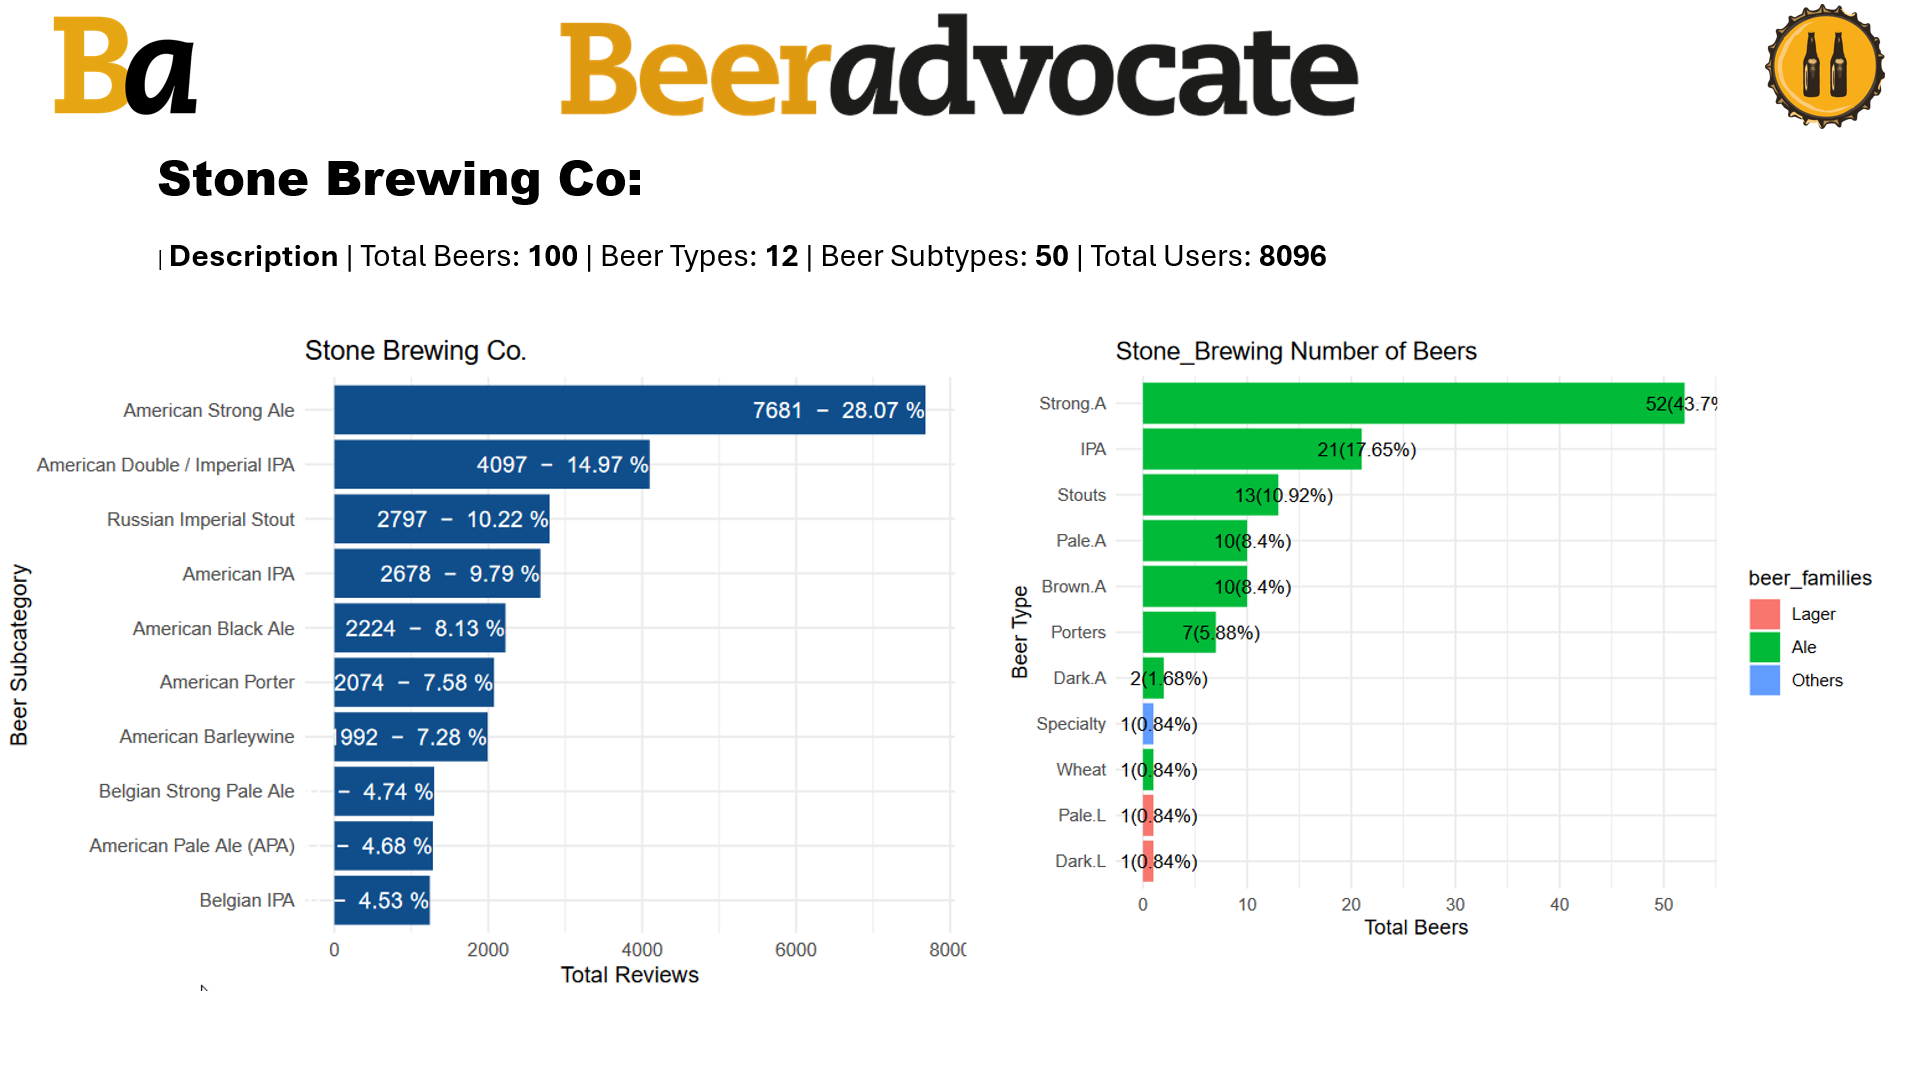 Ba
Beeradvocate
Stone Brewing Co:
| Description | Total Beers: 100 | Beer Types: 12 | Beer Subtypes: 50 | Total Users: 8096
Stone Brewing Co.
Beer Subcategory
American Strong Ale 7681 – 28.07 %
American Double / Imperial IPA 4097 – 14.97 %
Russian Imperial Stout 2797 – 10.22 %
American IPA 2678 – 9.79 %
American Black Ale 2224 – 8.13 %
American Porter 2074 – 7.58 %
American Barleywine 1992 – 7.28 %
Belgian Strong Pale Ale – 4.74 %
American Pale Ale (APA) – 4.68 %
Belgian IPA – 4.53 %
0 2000 4000 6000 8000
Total Reviews
Stone_Brewing Number of Beers
Beer Type
Strong.A 52(43.7%
IPA 21(17.65%)
Stouts 13(10.92%)
Pale.A 10(8.4%)
Brown.A 10(8.4%)
Porters 7(5.88%)
Dark.A 2(1.68%)
Specialty 1(0.84%)
Wheat 1(0.84%)
Pale.L 1(0.84%)
Dark.L 1(0.84%)
0 10 20 30 40 50
Total Beers
beer_families
Lager
Ale
Others